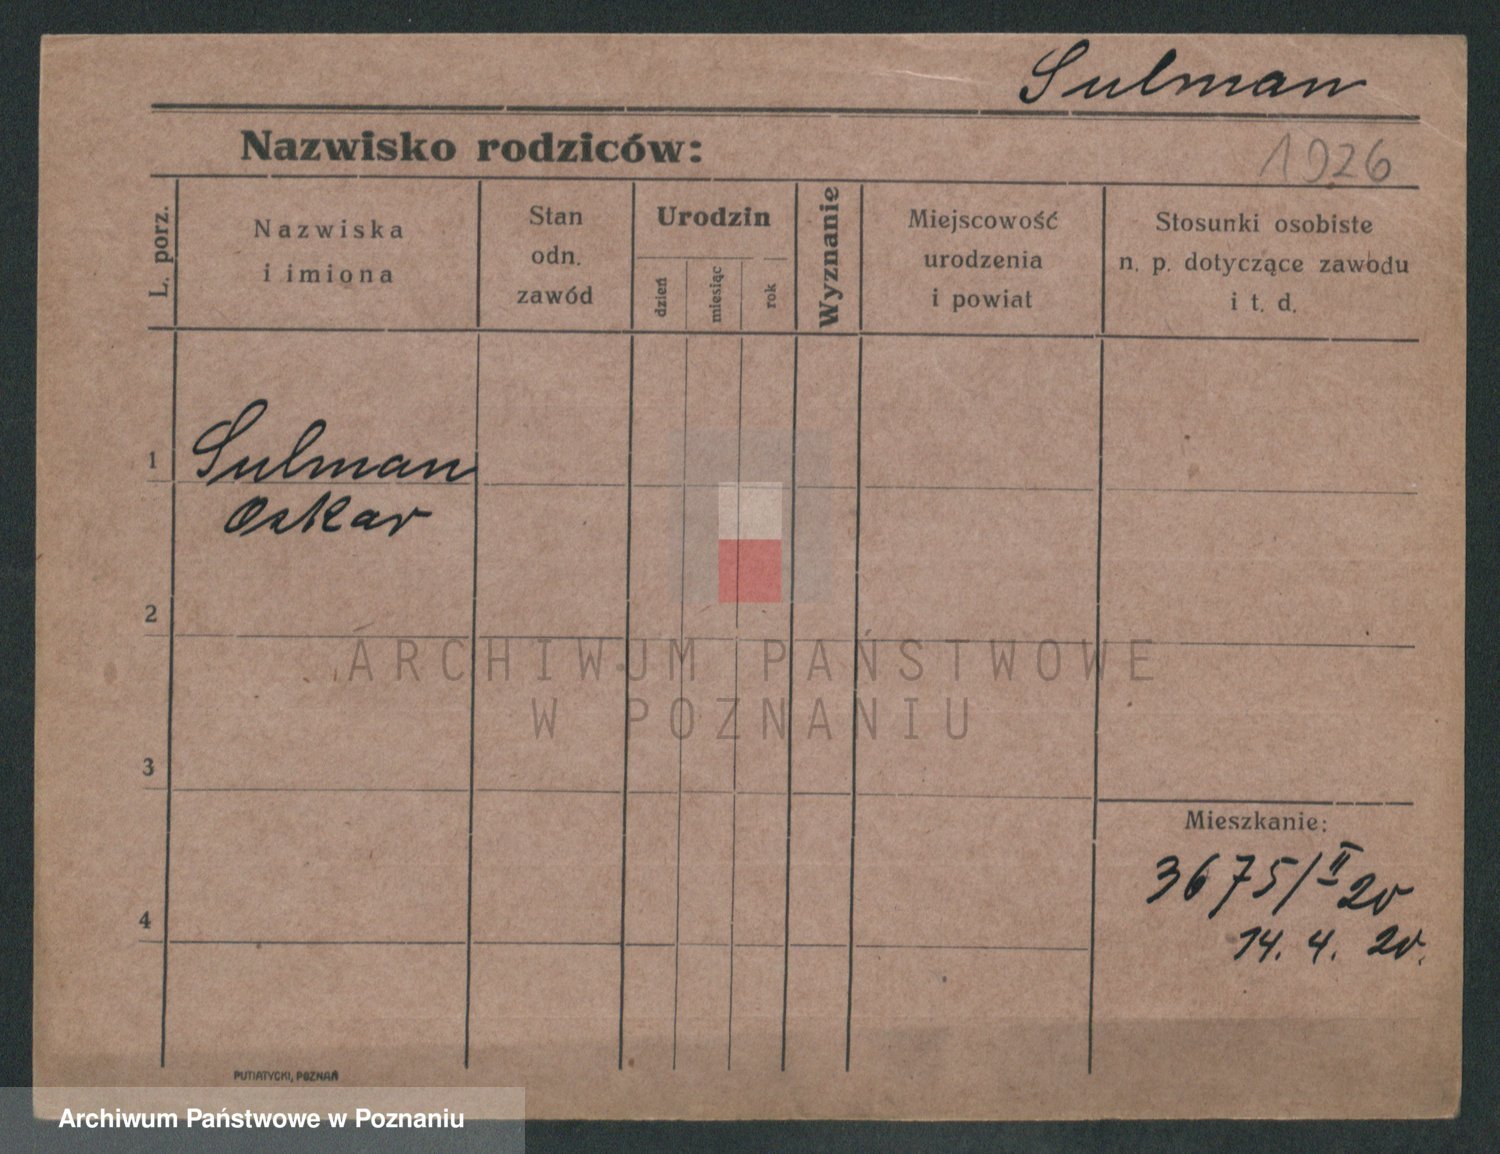 Sulman
Nazwisko rodziców:
1926
L. porz.
Nazwiska
i imiona
Stan
odn.
zawód
Urodzin
dzień
miesiąc
rok
Wyznanie
Miejscowość
urodzenia
i powiat
Stosunki osobiste
n. p. dotyczące zawodu
i t. d.
1
Sulman
Oskar
2
ARCHIWUM PAŃSTWOWE
W POZNANIU
3
Mieszkanie:
3675/II 20
4
14. 4. 20.
PUTIATYCKI, POZNAŃ
Archiwum Państwowe w Poznaniu